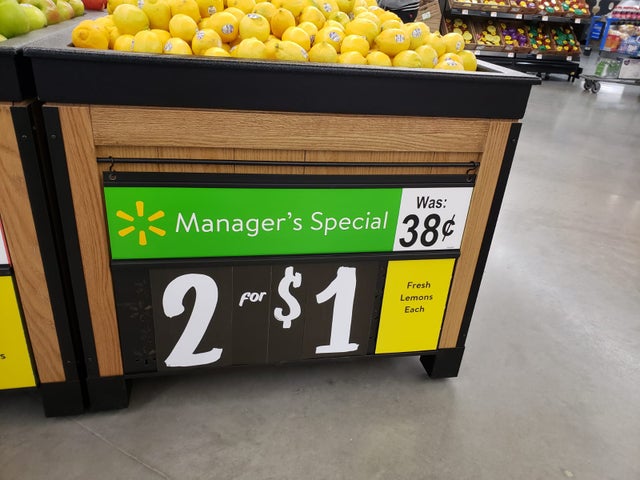 Manager's Special
Was:
38¢
2 FOR $1
Fresh
Lemons
Each
s